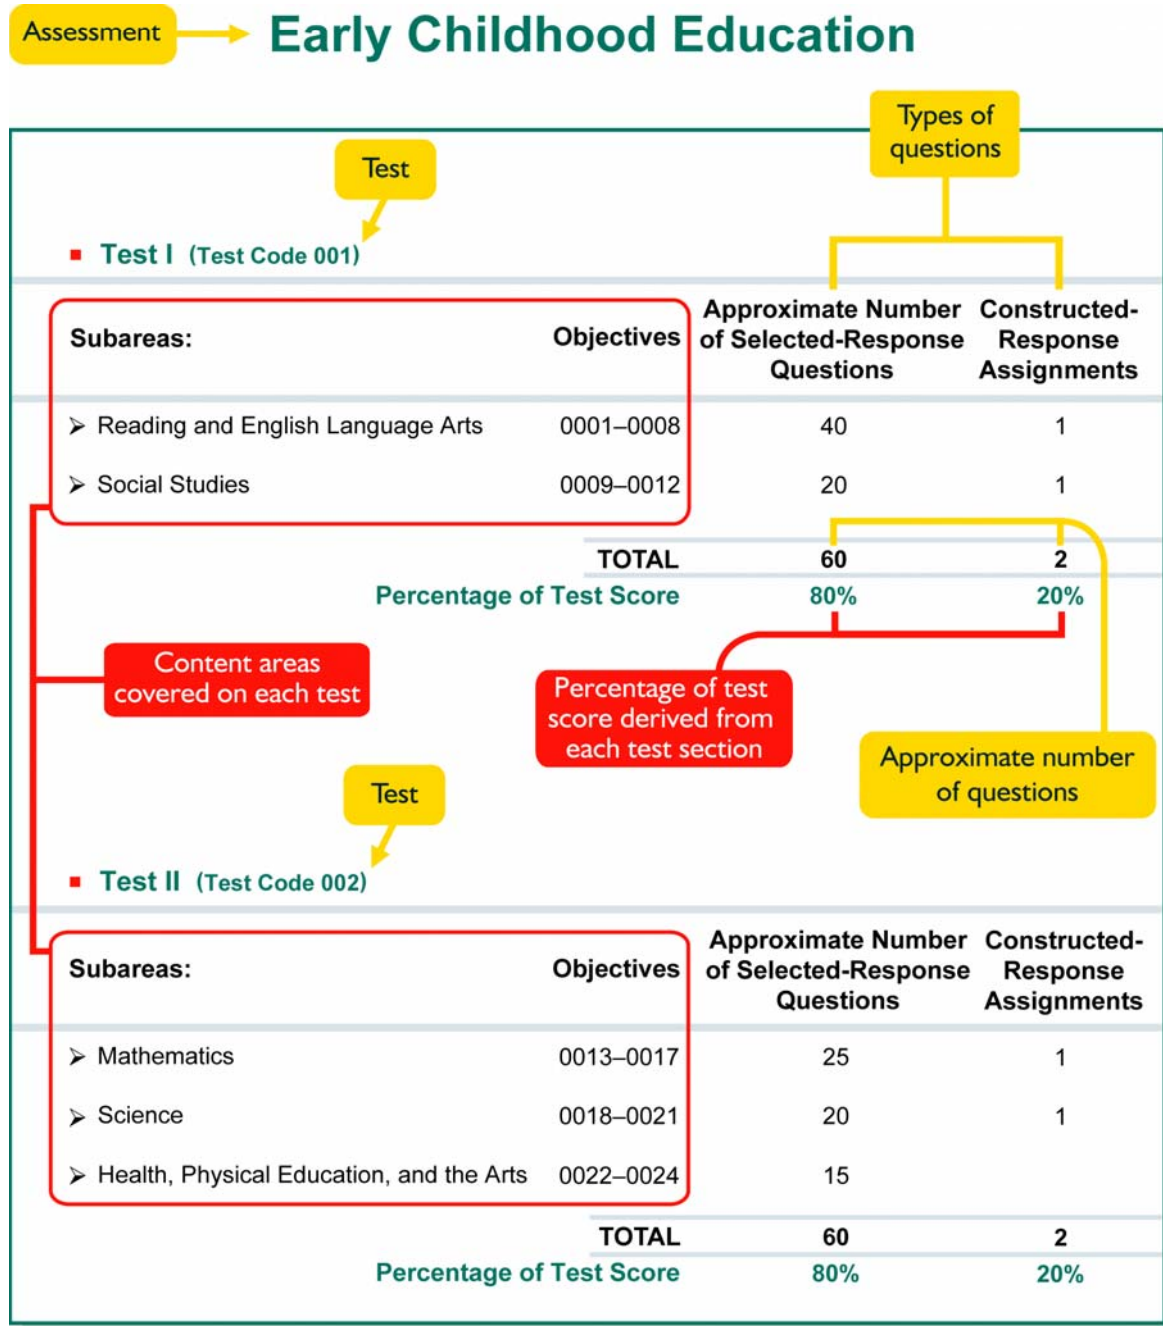 Assessment
Early Childhood Education
Types of
questions
Test
Test I (Test Code 001)
Subareas: Objectives
Approximate Number
of Selected-Response
Questions
Constructed-
Response
Assignments
Reading and English Language Arts 0001–0008 40 1
Social Studies 0009–0012 20 1
TOTAL 60 2
Percentage of Test Score 80% 20%
Content areas
covered on each test
Percentage of test
score derived from
each test section
Approximate number
of questions
Test
Test II (Test Code 002)
Subareas: Objectives
Approximate Number
of Selected-Response
Questions
Constructed-
Response
Assignments
Mathematics 0013–0017 25 1
Science 0018–0021 20 1
Health, Physical Education, and the Arts 0022–0024 15
TOTAL 60 2
Percentage of Test Score 80% 20%